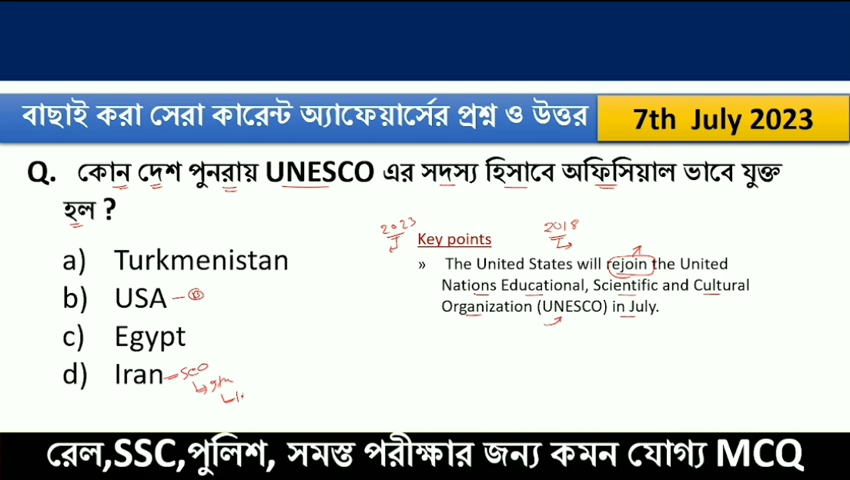 বাছাই করা সেরা কারেন্ট অ্যাফেয়ার্সের প্রশ্ন ও উত্তর
7th July 2023
Q. কোন দেশ পুনরায় UNESCO এর সদস্য হিসাবে অফিসিয়াল ভাবে যুক্ত
হল ?
a) Turkmenistan
b) USA
c) Egypt
d) Iran SCO
2023
2018
Key points
» The United States will rejoin the United
Nations Educational, Scientific and Cultural
Organization (UNESCO) in July.
রেল,SSC,পুলিশ, সমস্ত পরীক্ষার জন্য কমন যোগ্য MCQ